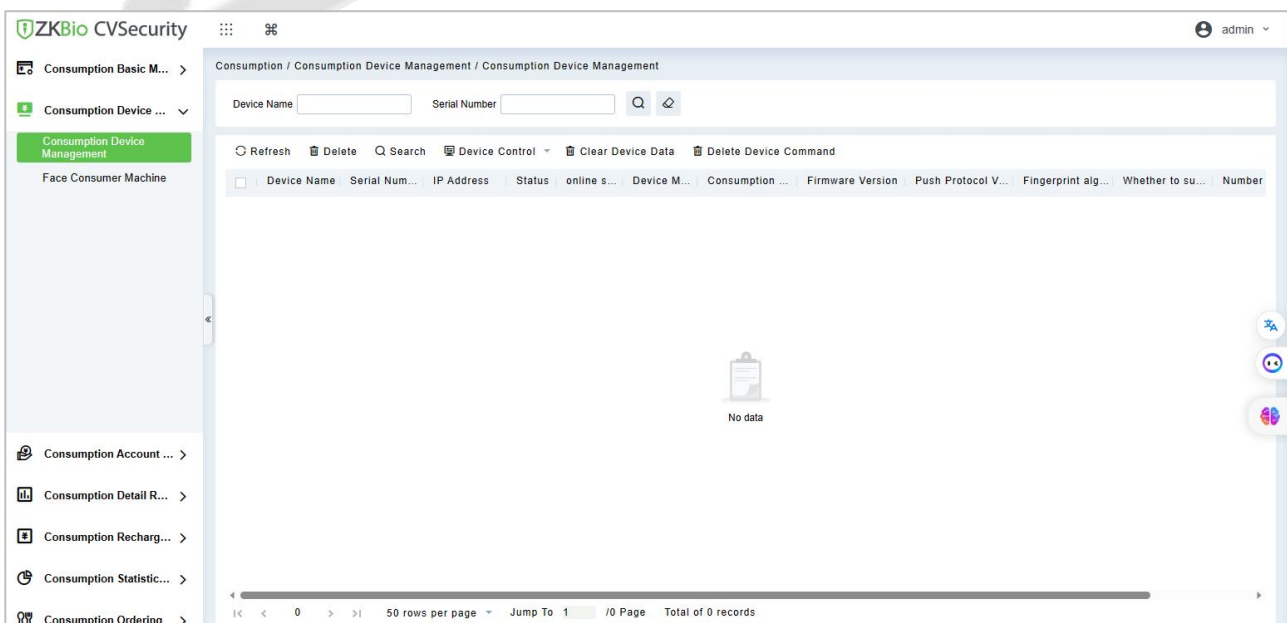 ZKBio CVSecurity
admin
Consumption Basic M...
Consumption Device ...
Consumption Device Management
Face Consumer Machine
Consumption Account ...
Consumption Detail R...
Consumption Recharg...
Consumption Statistic...
Consumption Ordering
Consumption / Consumption Device Management / Consumption Device Management
Device Name Serial Number
Refresh Delete Search Device Control Clear Device Data Delete Device Command
Device Name Serial Num... IP Address Status online s... Device M... Consumption ... Firmware Version Push Protocol V... Fingerprint alg... Whether to su... Number
No data
0 50 rows per page Jump To 1 /0 Page Total of 0 records